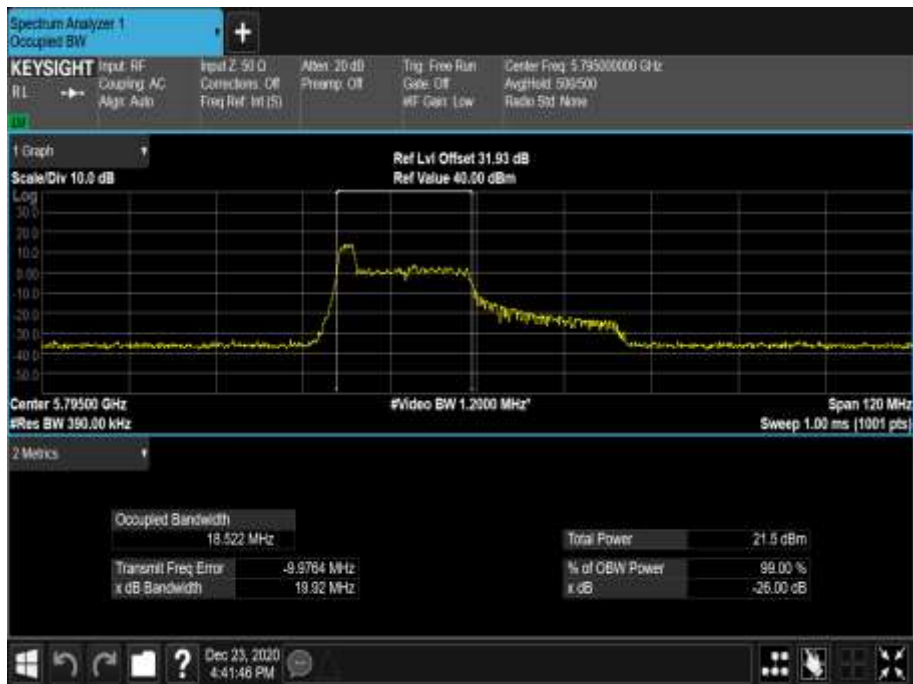 Spectrum Analyzer 1
Occupied BW
+
KEYSIGHT
RL
Input: RF
Coupling: AC
Align: Auto
Input Z: 50 Ω
Corrections: Off
Freq Ref: Int (S)
Atten: 20 dB
Preamp: Off
Trig: Free Run
Gate: Off
#IF Gain: Low
Center Freq: 5.795000000 GHz
Avg|Hold: 500/500
Radio Std: None
1 Graph
Scale/Div 10.0 dB
Ref Lvl Offset 31.93 dB
Ref Value 40.00 dBm
Log
30.0
20.0
10.0
0.00
-10.0
-20.0
-30.0
-40.0
-50.0
Center 5.79500 GHz
#Video BW 1.2000 MHz*
Span 120 MHz
#Res BW 390.00 kHz
Sweep 1.00 ms (1001 pts)
2 Metrics
Occupied Bandwidth
18.522 MHz
Total Power 21.5 dBm
Transmit Freq Error -9.9764 MHz
% of OBW Power 99.00 %
x dB Bandwidth 19.92 MHz
x dB -26.00 dB
?
Dec 23, 2020
4:41:46 PM